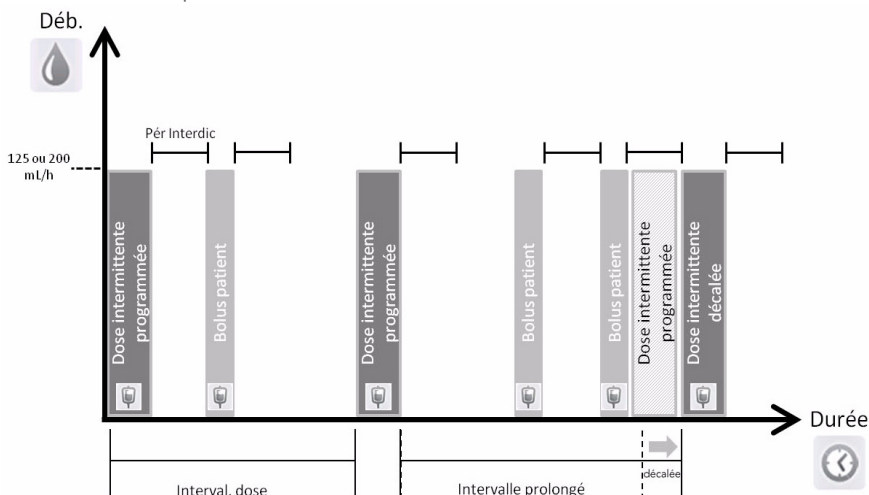 Déb.
Pér Interdic
125 ou 200
mL/h
Dose intermittente
programmée
Bolus patient
Dose intermittente
programmée
Bolus patient
Bolus patient
Dose intermittente
programmée
Dose intermittente
décalée
Durée
décalée
Interval. dose
Intervalle prolongé